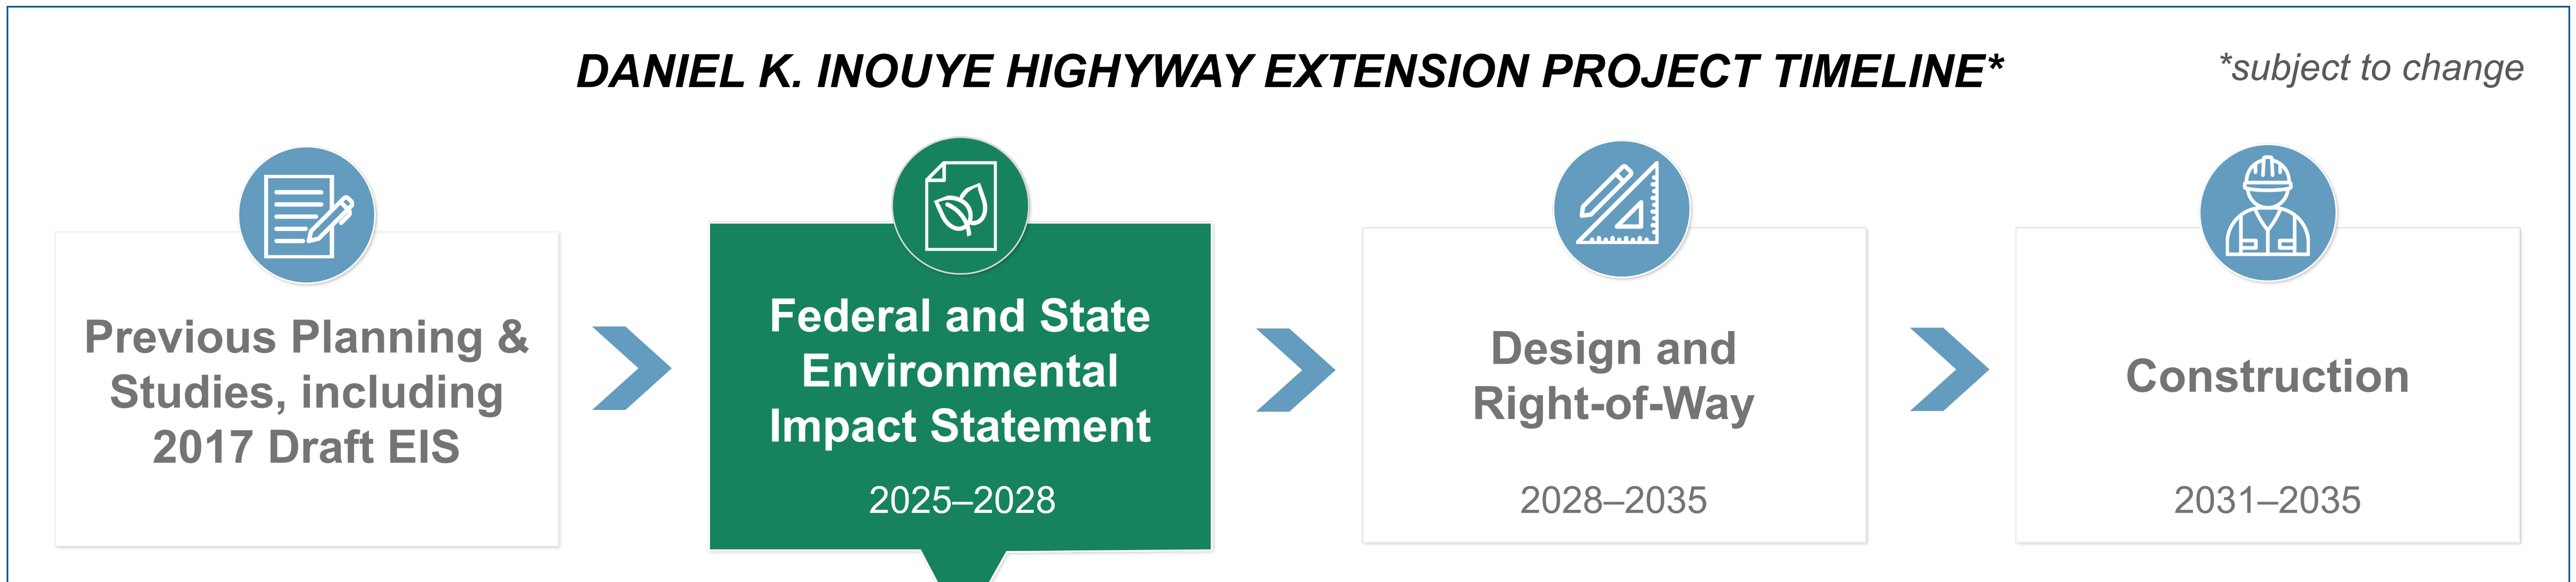 DANIEL K. INOUYE HIGHYWAY EXTENSION PROJECT TIMELINE*
*subject to change
Previous Planning &
Studies, including
2017 Draft EIS
Federal and State
Environmental
Impact Statement
2025–2028
Design and
Right-of-Way
2028–2035
Construction
2031–2035